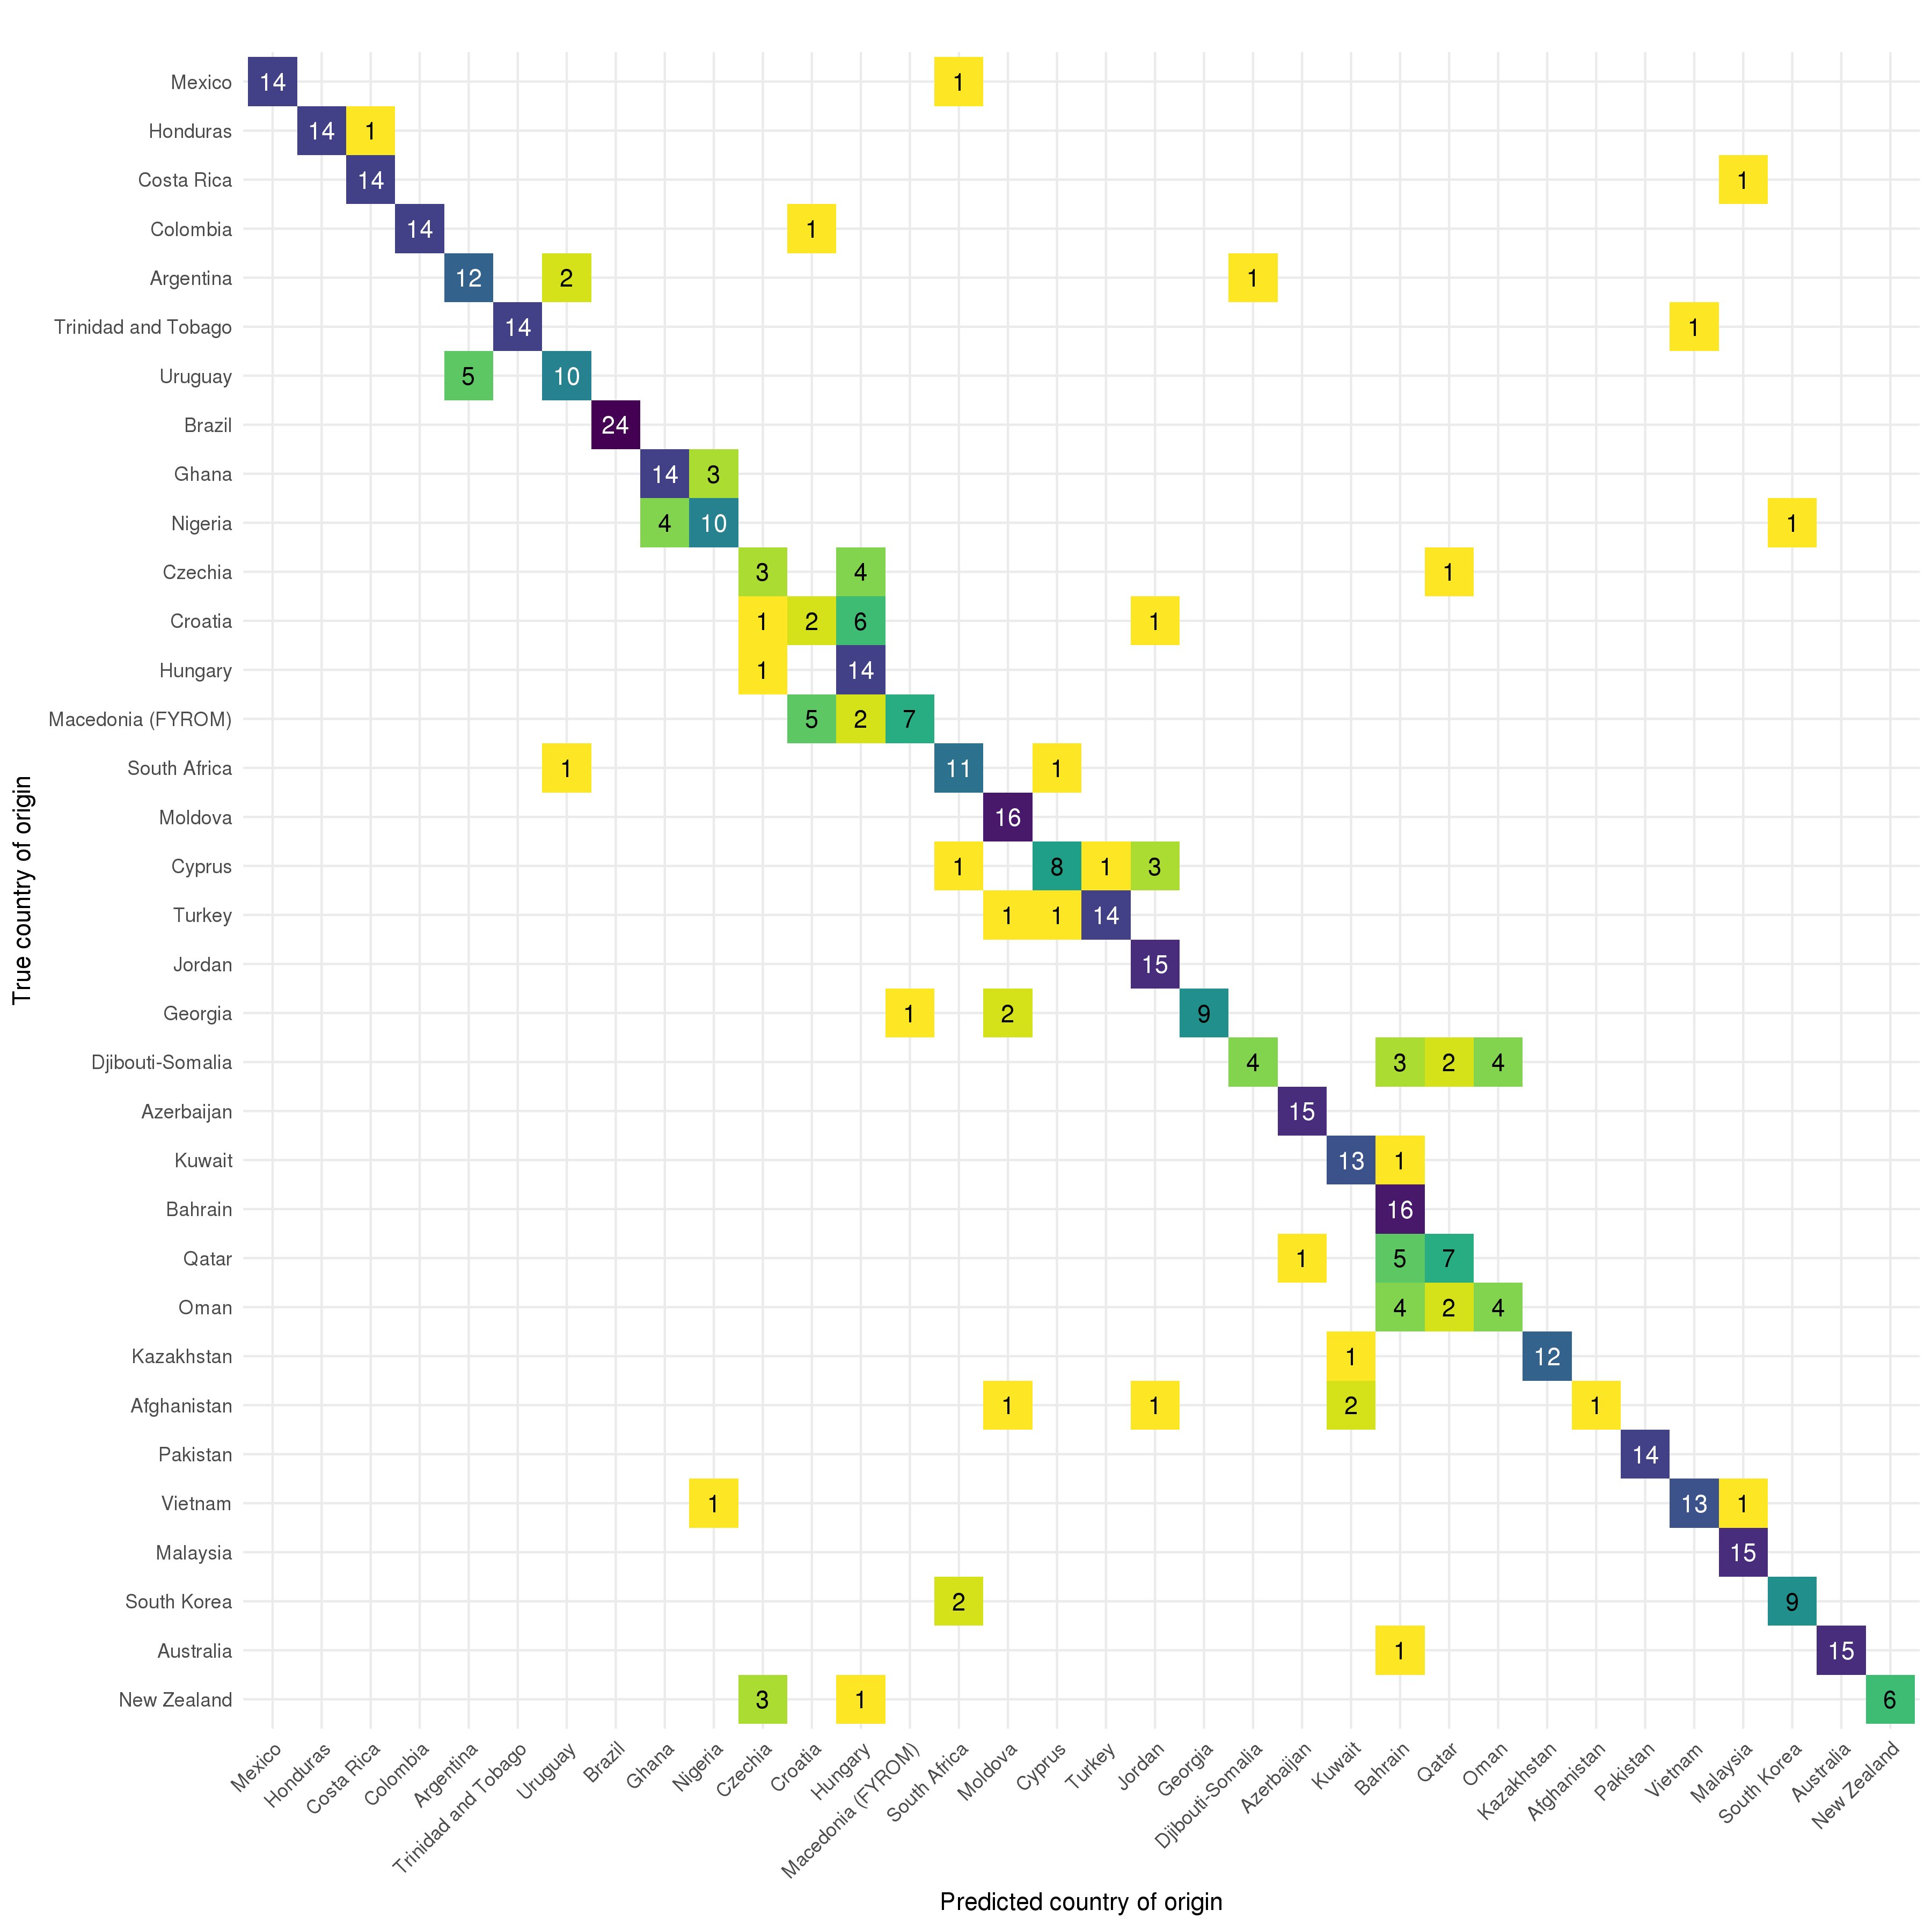 Mexico 14 1
Honduras 14 1
Costa Rica 14 1
Colombia 14 1
Argentina 12 2 1
Trinidad and Tobago 14 1
Uruguay 5 10
Brazil 24
Ghana 14 3
Nigeria 4 10 1
Czechia 3 4 1
Croatia 1 2 6 1
Hungary 1 14
Macedonia (FYROM) 5 2 7
South Africa 1 11 1
Moldova 16
Cyprus 1 8 1 3
Turkey 1 1 14
Jordan 15
Georgia 1 2 9
Djibouti-Somalia 4 3 2 4
Azerbaijan 15
Kuwait 13 1
Bahrain 16
Qatar 1 5 7
Oman 4 2 4
Kazakhstan 1 12
Afghanistan 1 1 2 1
Pakistan 14
Vietnam 1 13 1
Malaysia 15
South Korea 2 9
Australia 1 15
New Zealand 3 1 6
True country of origin
Mexico
Honduras
Costa Rica
Colombia
Argentina
Trinidad and Tobago
Uruguay
Brazil
Ghana
Nigeria
Czechia
Croatia
Hungary
Macedonia (FYROM)
South Africa
Moldova
Cyprus
Turkey
Jordan
Georgia
Djibouti-Somalia
Azerbaijan
Kuwait
Bahrain
Qatar
Oman
Kazakhstan
Afghanistan
Pakistan
Vietnam
Malaysia
South Korea
Australia
New Zealand
Predicted country of origin